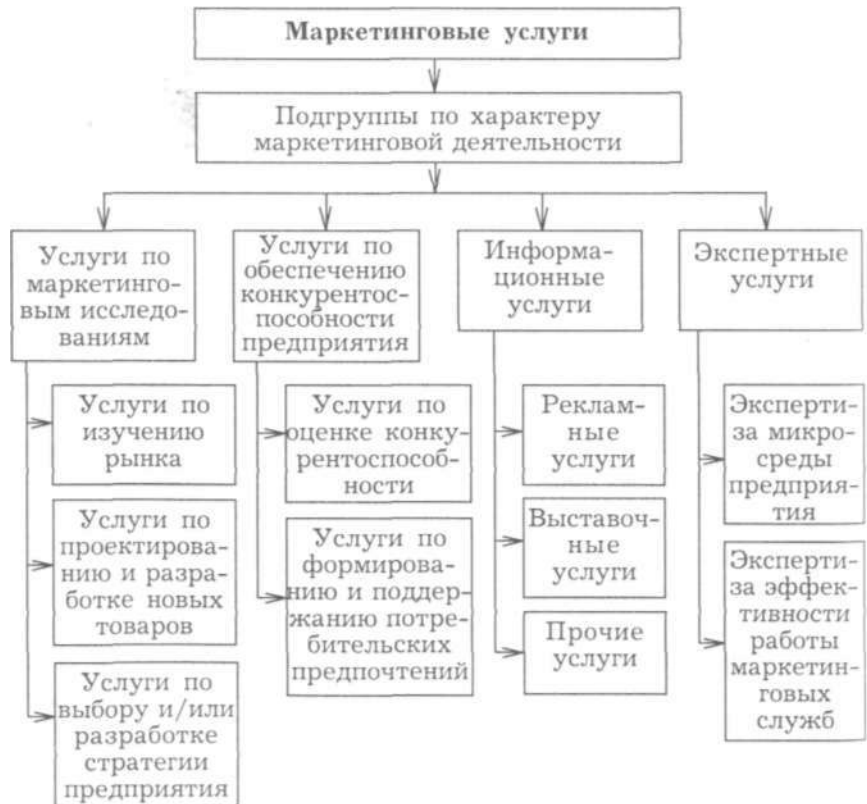 Маркетинговые услуги
Подгруппы по характеру
маркетинговой деятельности
Услуги по
маркетинго-
вым исследо-
ваниям
Услуги по
изучению
рынка
Услуги по
проектирова-
нию и разра-
ботке новых
товаров
Услуги по
выбору и/или
разработке
стратегии
предприятия
Услуги по
обеспечению
конкурентос-
пособности
предприятия
Услуги по
оценке конку-
рентоспособ-
ности
Услуги по
формирова-
нию и поддер-
жанию потре-
бительских
предпочтений
Информа-
ционные
услуги
Реклам-
ные
услуги
Выставоч-
ные
услуги
Прочие
услуги
Экспертные
услуги
Эксперти-
за микро-
среды
предприя-
тия
Эксперти-
за эффек-
тивности
работы
маркетин-
говых
служб